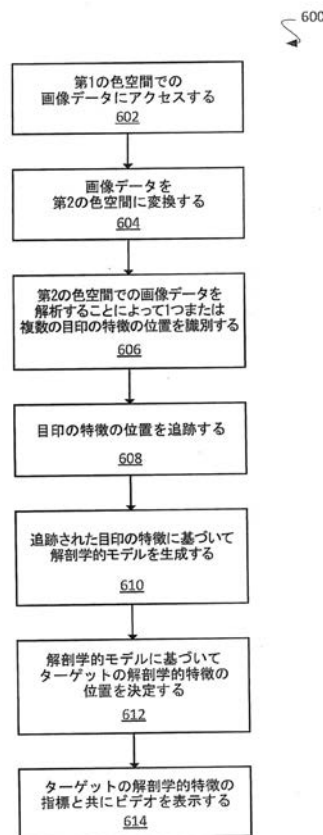 600
第1の色空間での
画像データにアクセスする
602
画像データを
第2の色空間に変換する
604
第2の色空間での画像データを
解析することによって1つまたは
複数の目印の特徴の位置を識別する
606
目印の特徴の位置を追跡する
608
追跡された目印の特徴に基づいて
解剖学的モデルを生成する
610
解剖学的モデルに基づいて
ターゲットの解剖学的特徴の
位置を決定する
612
ターゲットの解剖学的特徴の
指標と共にビデオを表示する
614